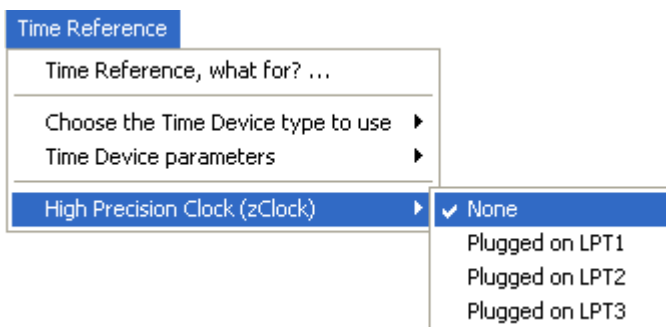 Time Reference
Time Reference, what for? ...
Choose the Time Device type to use
Time Device parameters
High Precision Clock (zClock)
None
Plugged on LPT1
Plugged on LPT2
Plugged on LPT3